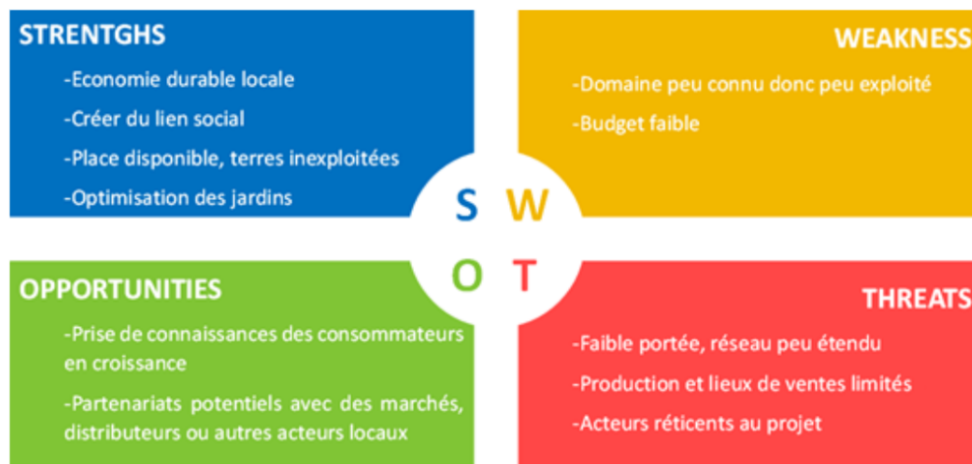 STRENTGHS
-Economie durable locale
-Créer du lien social
-Place disponible, terres inexploitées
-Optimisation des jardins
WEAKNESS
-Domaine peu connu donc peu exploité
-Budget faible
S W
O T
OPPORTUNITIES
-Prise de connaissances des consommateurs
en croissance
-Partenariats potentiels avec des marchés,
distributeurs ou autres acteurs locaux
THREATS
-Faible portée, réseau peu étendu
-Production et lieux de ventes limités
-Acteurs réticents au projet